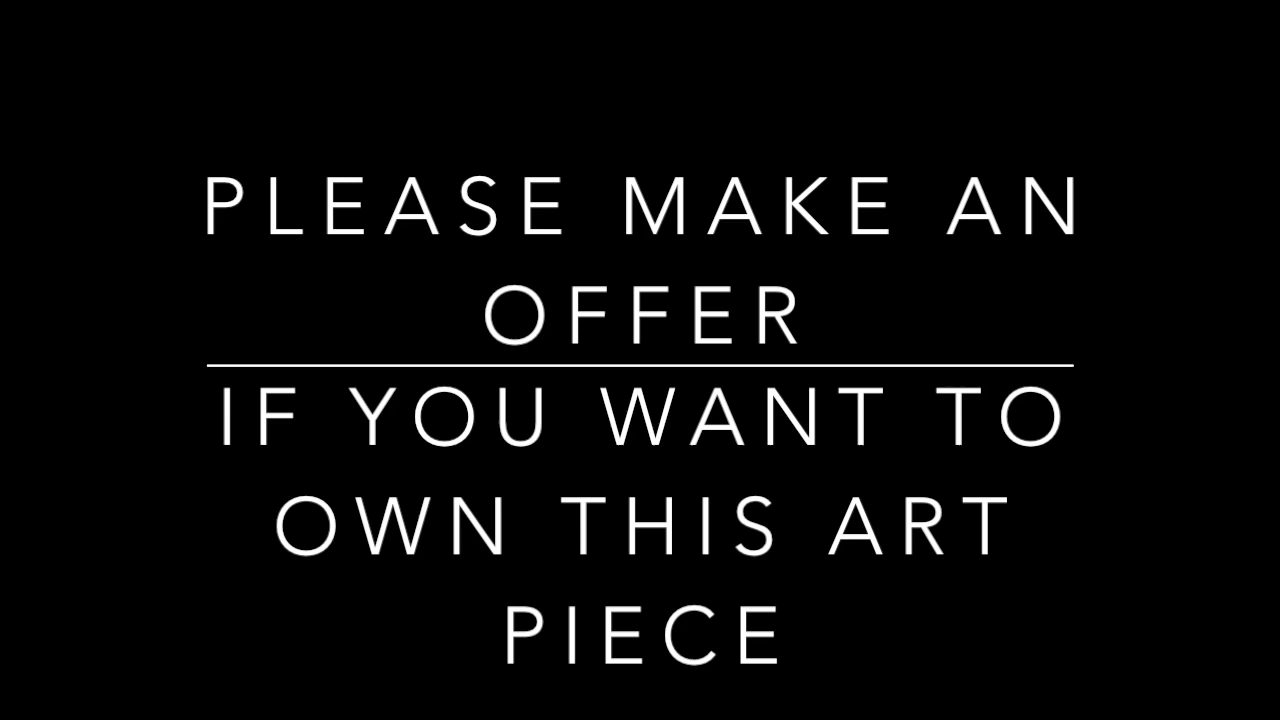 PLEASE MAKE AN
OFFER
IF YOU WANT TO
OWN THIS ART
PIECE